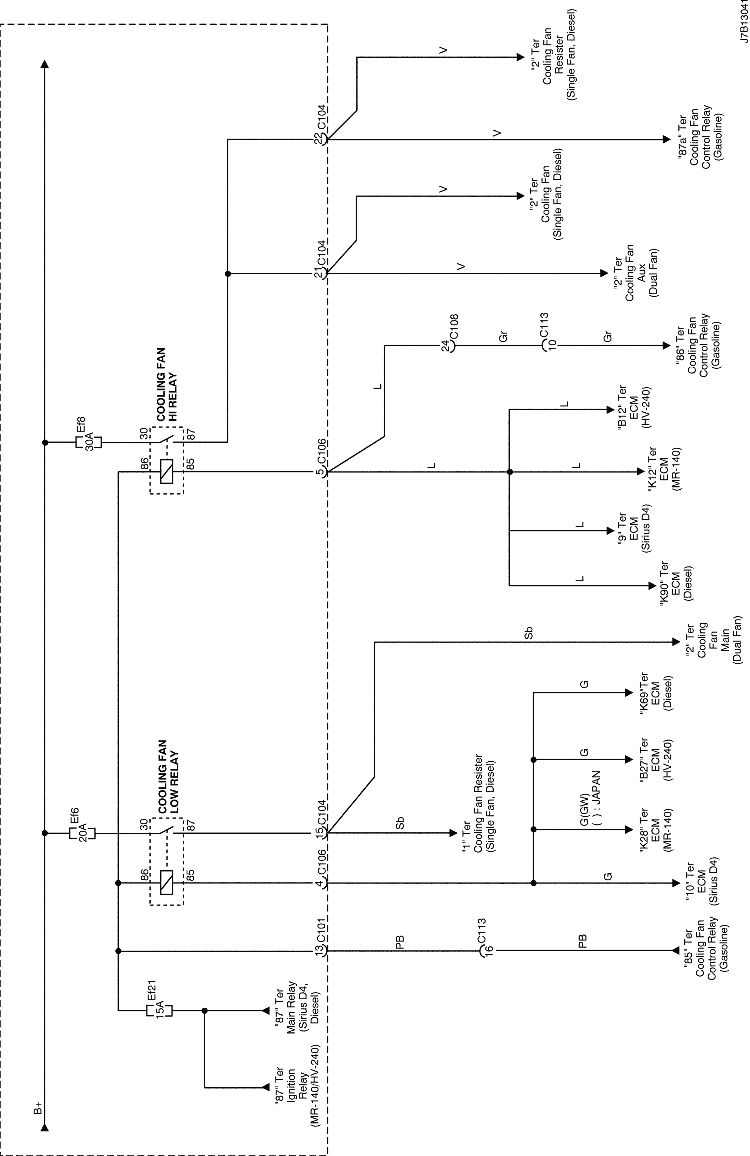 J7B13041
B+
Ef8
30A
30
86
87
85
COOLING FAN
HI RELAY
22
C104
V
"2" Ter
Cooling Fan
Resister
(Single Fan, Diesel)
V
"87a" Ter
Cooling Fan
Control Relay
(Gasoline)
21
C104
V
"2" Ter
Cooling Fan
(Single Fan, Diesel)
V
"2" Ter
Cooling Fan
Aux
(Dual Fan)
5
C106
L
24
C108
Gr
10
C113
Gr
"86" Ter
Cooling Fan
Control Relay
(Gasoline)
L
L
"B12" Ter
ECM
(HV-240)
L
"K12" Ter
ECM
(MR-140)
L
"9" Ter
ECM
(Sirius D4)
L
"K90" Ter
ECM
(Diesel)
Ef6
20A
30
86
87
85
COOLING FAN
LOW RELAY
15
C104
Sb
"2" Ter
Cooling
Fan
Main
(Dual Fan)
Sb
"1" Ter
Cooling Fan Resister
(Single Fan, Diesel)
4
C106
G
"K69"Ter
ECM
(Diesel)
G
"B27" Ter
ECM
(HV-240)
G(GW)
( ) : JAPAN
"K28" Ter
ECM
(MR-140)
G
"10" Ter
ECM
(Sirius D4)
13
C101
PB
16
C113
PB
"85" Ter
Cooling Fan
Control Relay
(Gasoline)
Ef21
15A
"87" Ter
Main Relay
(Sirius D4,
Diesel)
"87" Ter
Ignition
Relay
(MR-140/HV-240)